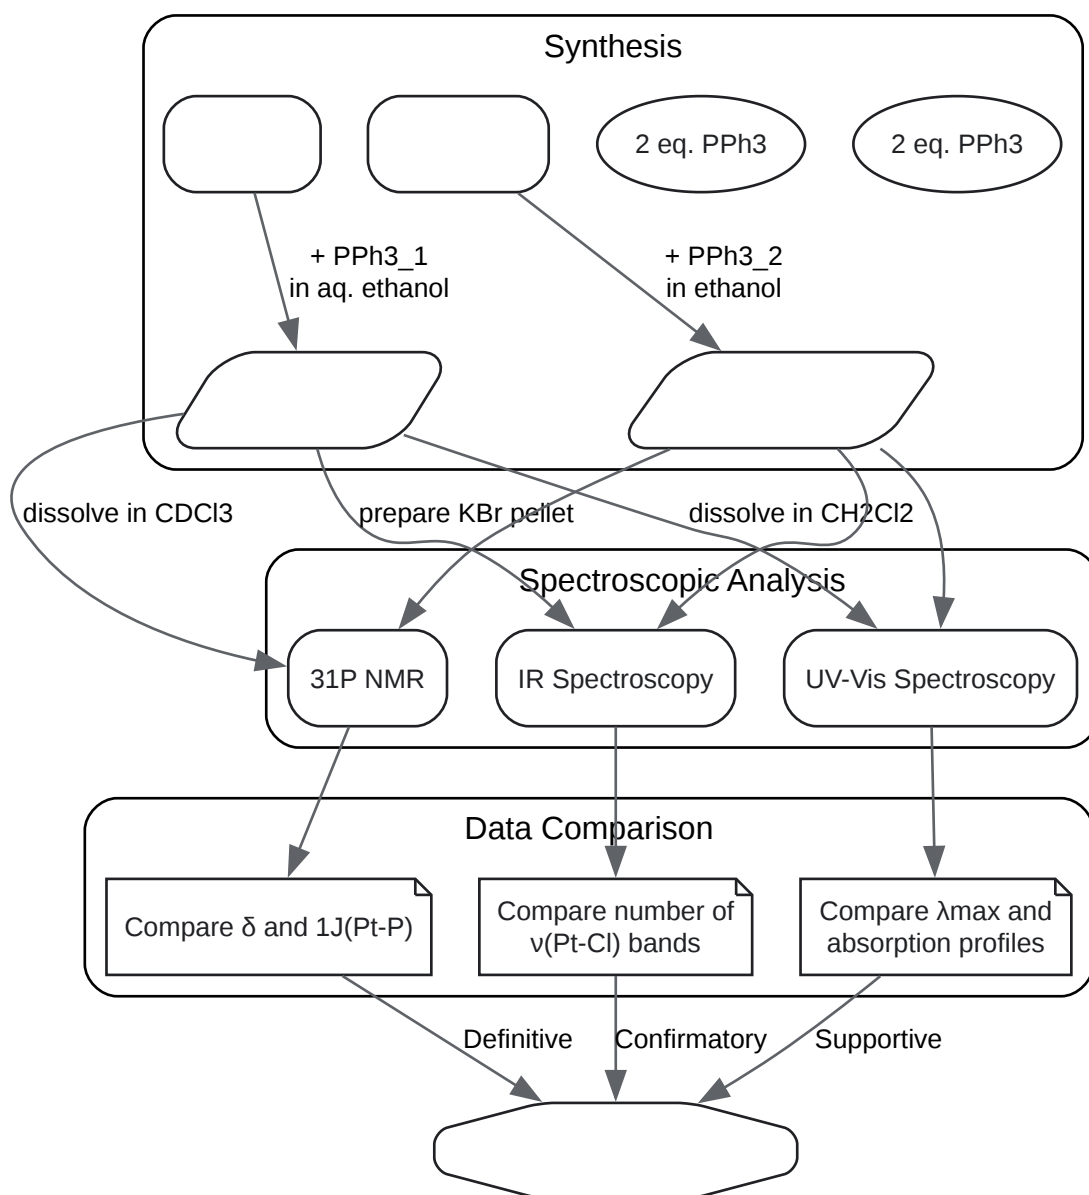 Synthesis
2 eq. PPh3
2 eq. PPh3
+ PPh3_1
in aq. ethanol
+ PPh3_2
in ethanol
dissolve in CDCl3
prepare KBr pellet
dissolve in CH2Cl2
Spectroscopic Analysis
31P NMR
IR Spectroscopy
UV-Vis Spectroscopy
Data Comparison
Compare δ and 1J(Pt-P)
Compare number of
ν(Pt-Cl) bands
Compare λmax and
absorption profiles
Definitive
Confirmatory
Supportive